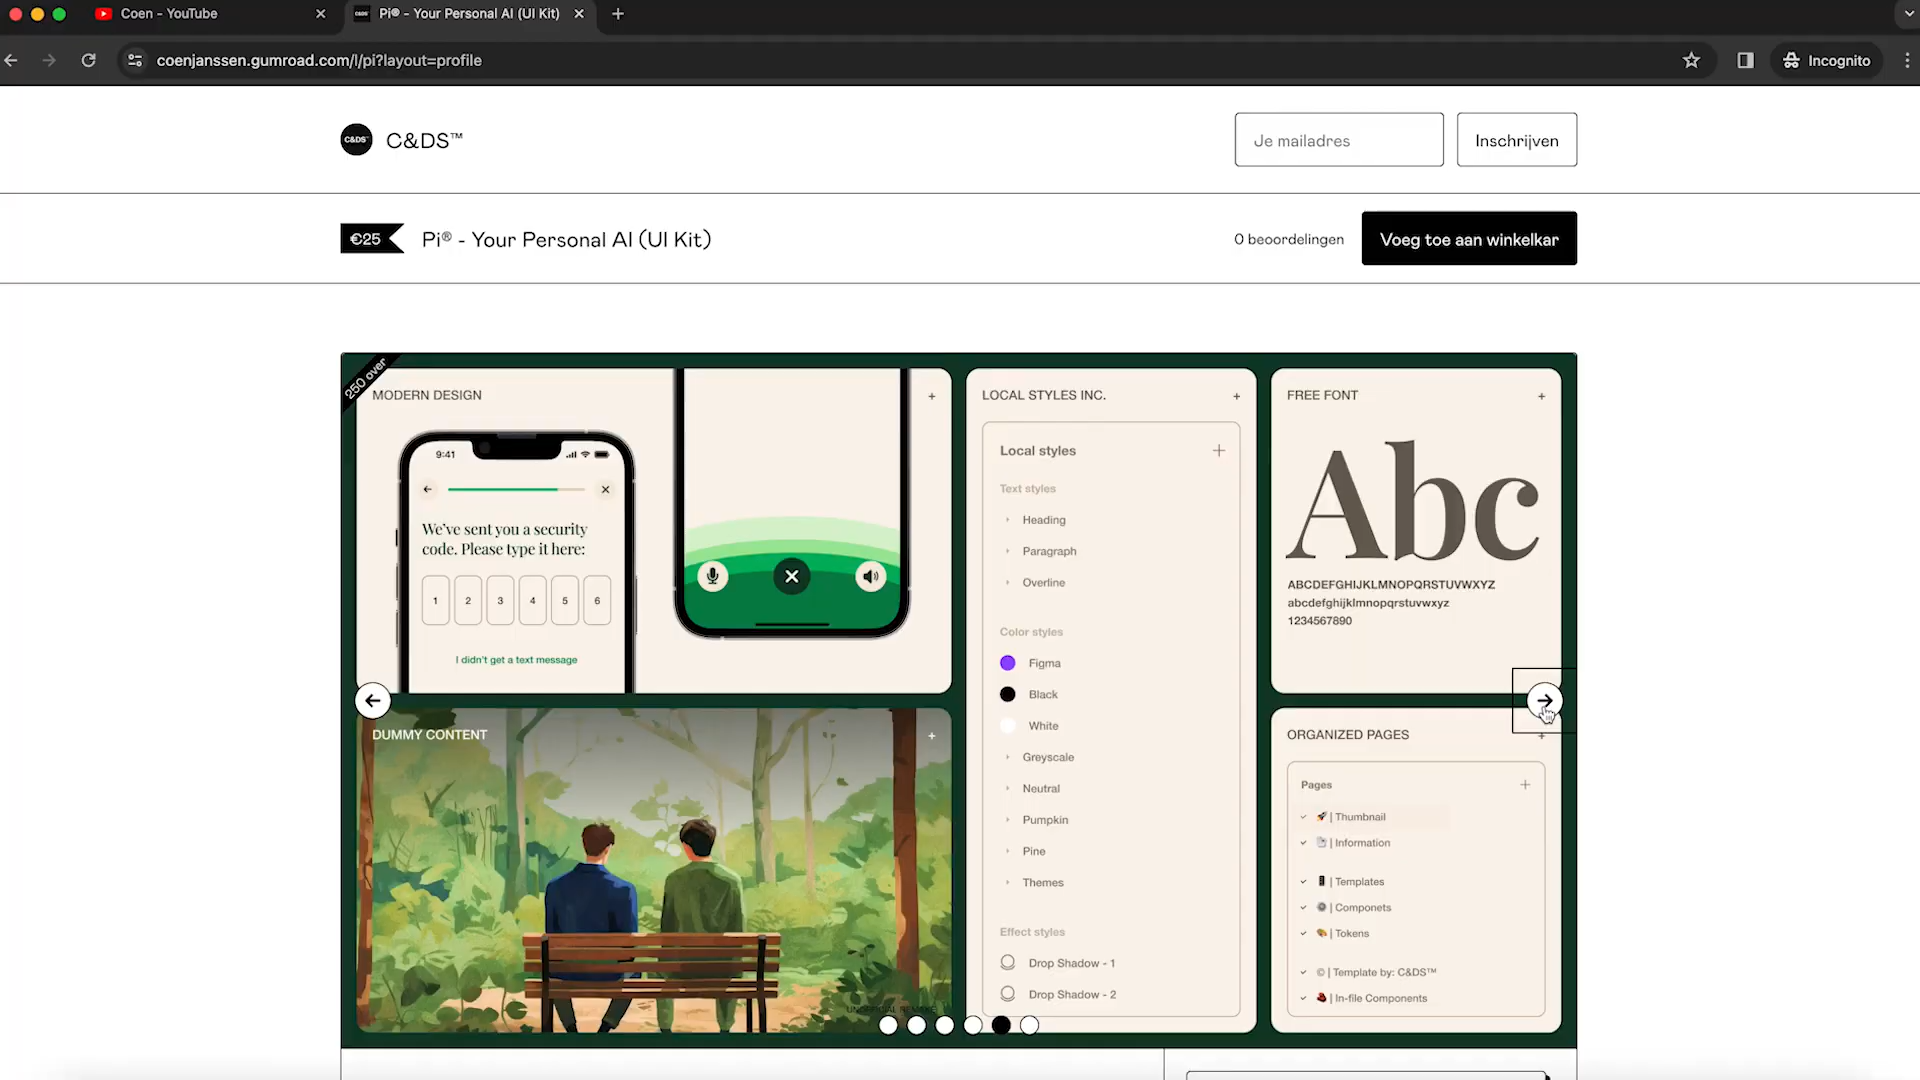 Coen - YouTube
Pi® - Your Personal AI (UI Kit)
coenjanssen.gumroad.com/l/pi?layout=profile
Incognito
C&DS™
C&DS™
Je mailadres
Inschrijven
€25
Pi® - Your Personal AI (UI Kit)
0 beoordelingen
Voeg toe aan winkelkar
250 over
MODERN DESIGN
9:41
We've sent you a security
code. Please type it here:
1 2 3 4 5 6
I didn't get a text message
DUMMY CONTENT
LOCAL STYLES INC.
Local styles
Text styles
Heading
Paragraph
Overline
Color styles
Figma
Black
White
Greyscale
Neutral
Pumpkin
Pine
Themes
Effect styles
Drop Shadow - 1
Drop Shadow - 2
FREE FONT
Abc
ABCDEFGHIJKLMNOPQRSTUVWXYZ
abcdefghijklmnopqrstuvwxyz
1234567890
ORGANIZED PAGES
Pages
| Thumbnail
| Information
| Templates
| Componets
| Tokens
© | Template by: C&DS™
| In-file Components